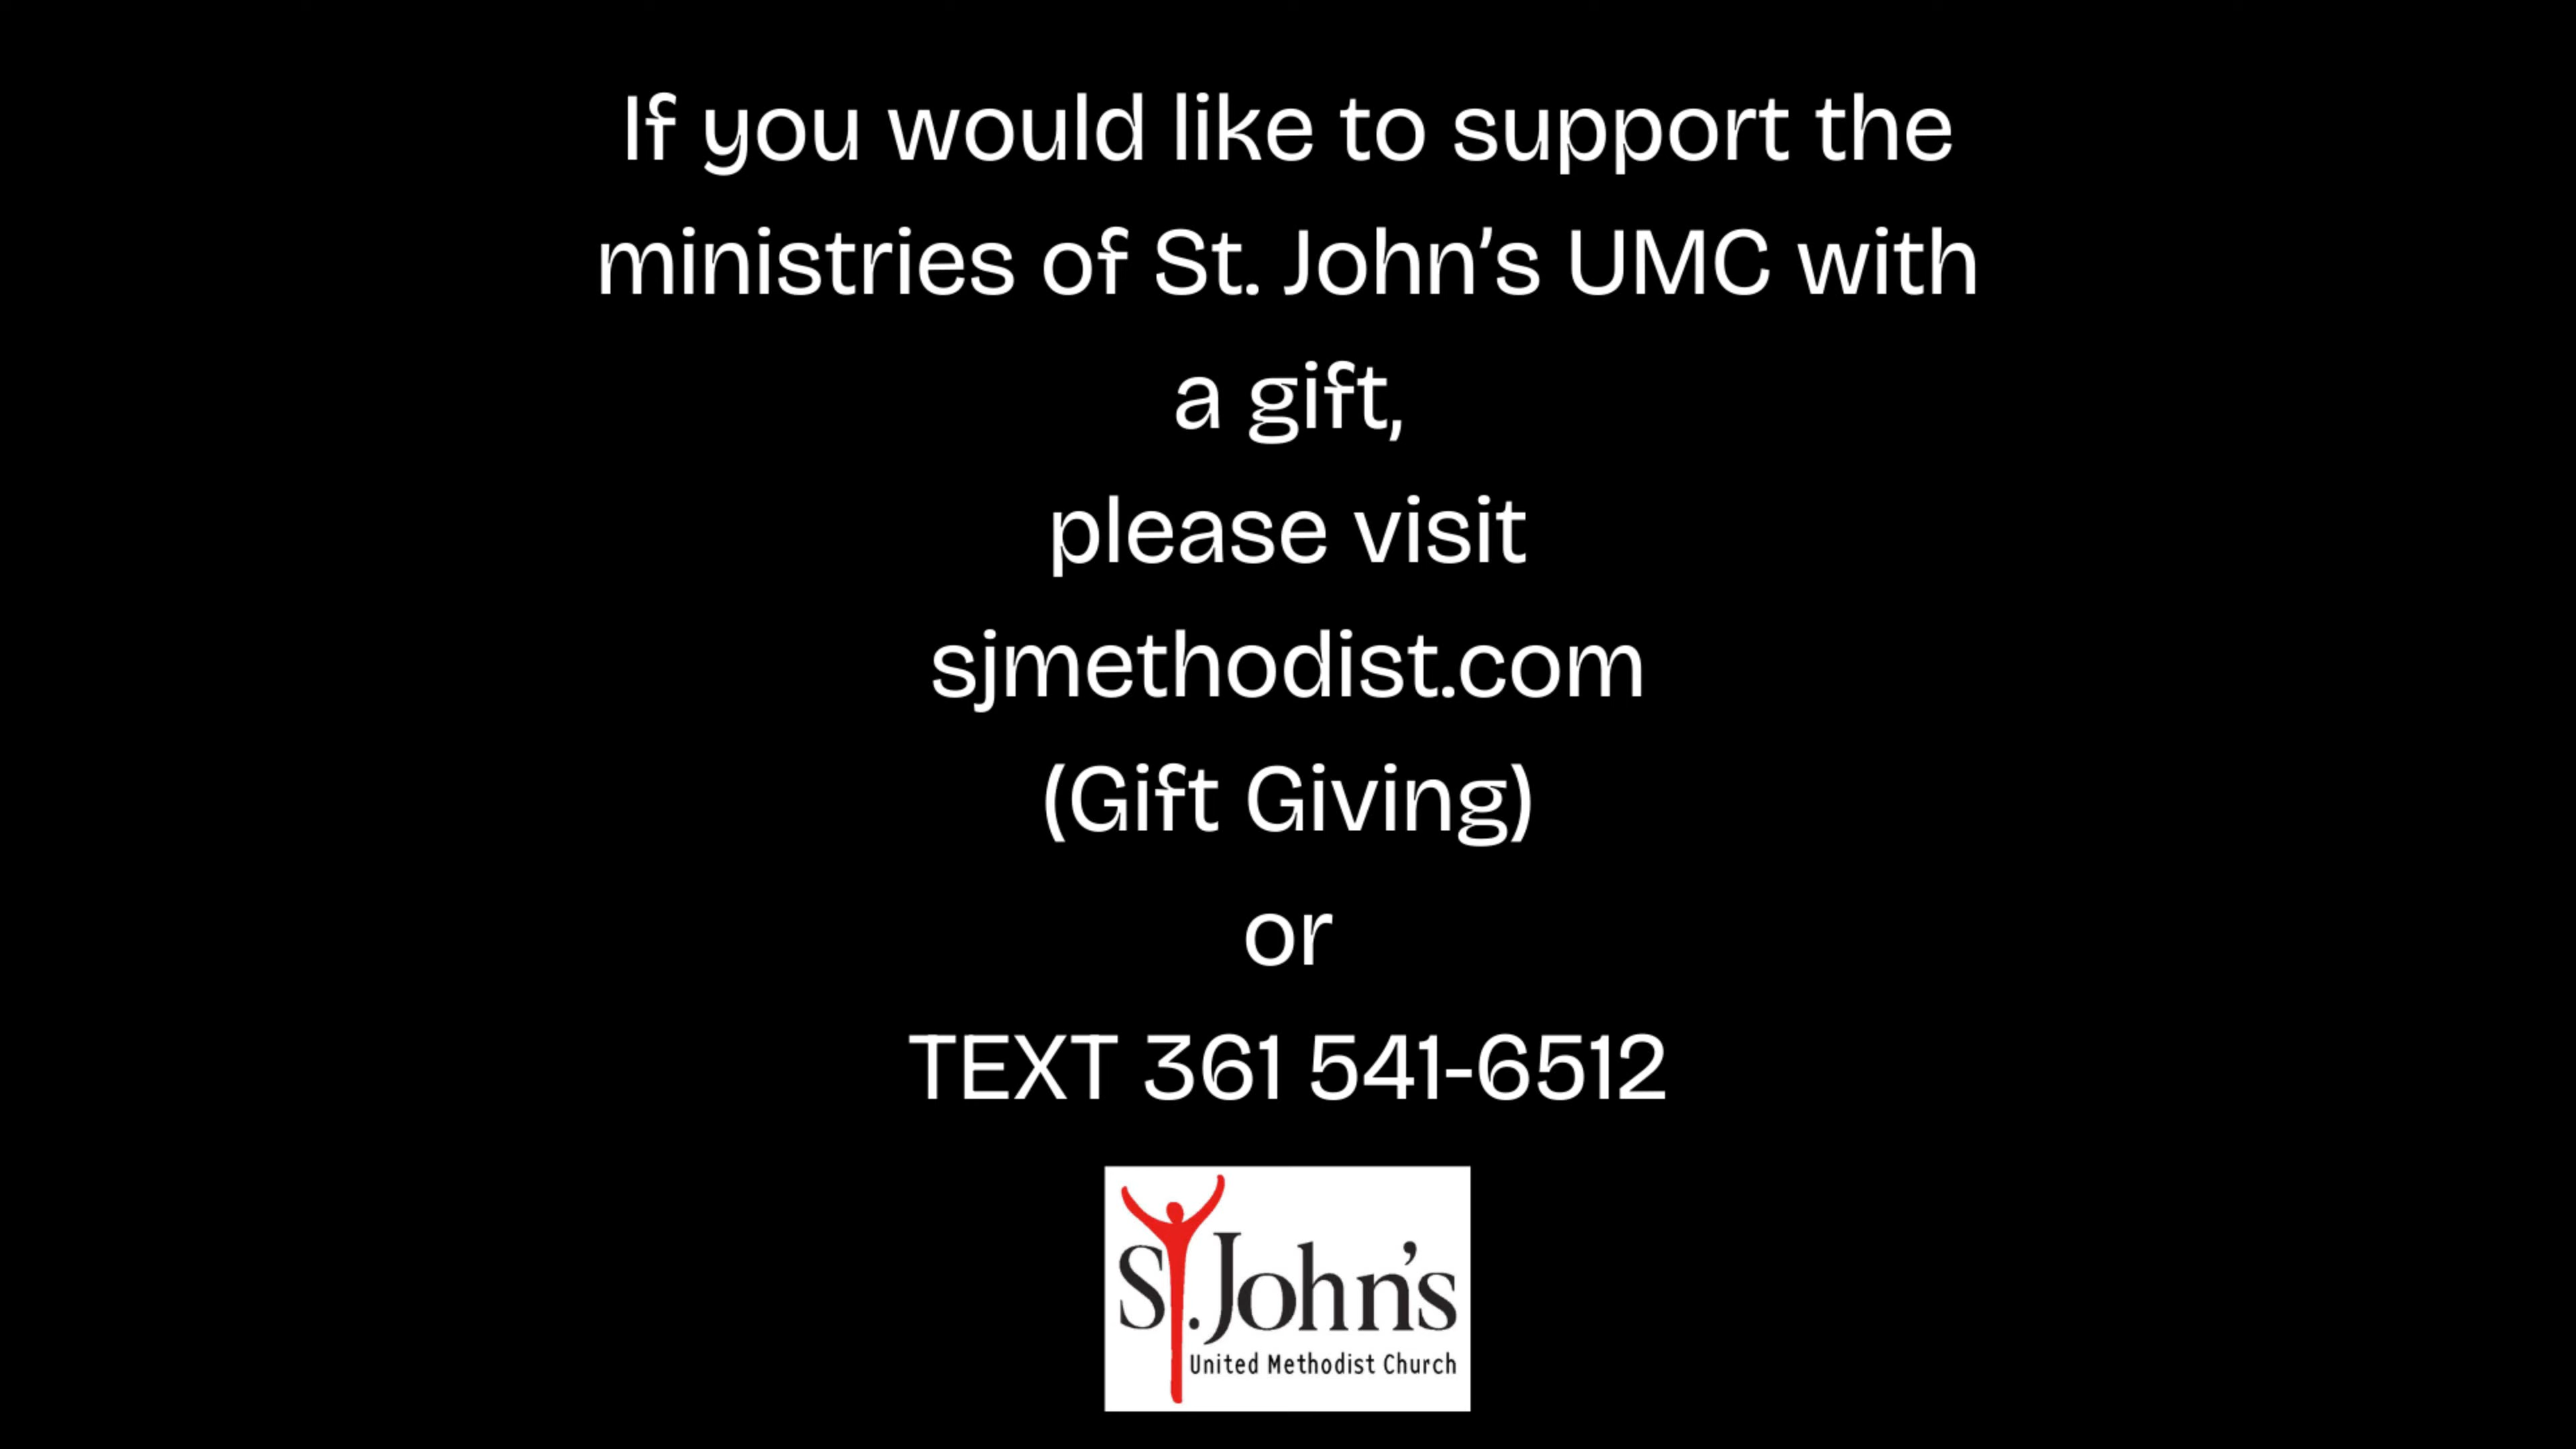 If you would like to support the
ministries of St. John’s UMC with
a gift,
please visit
sjmethodist.com
(Gift Giving)
or
TEXT 361 541-6512
ST. John's
United Methodist Church